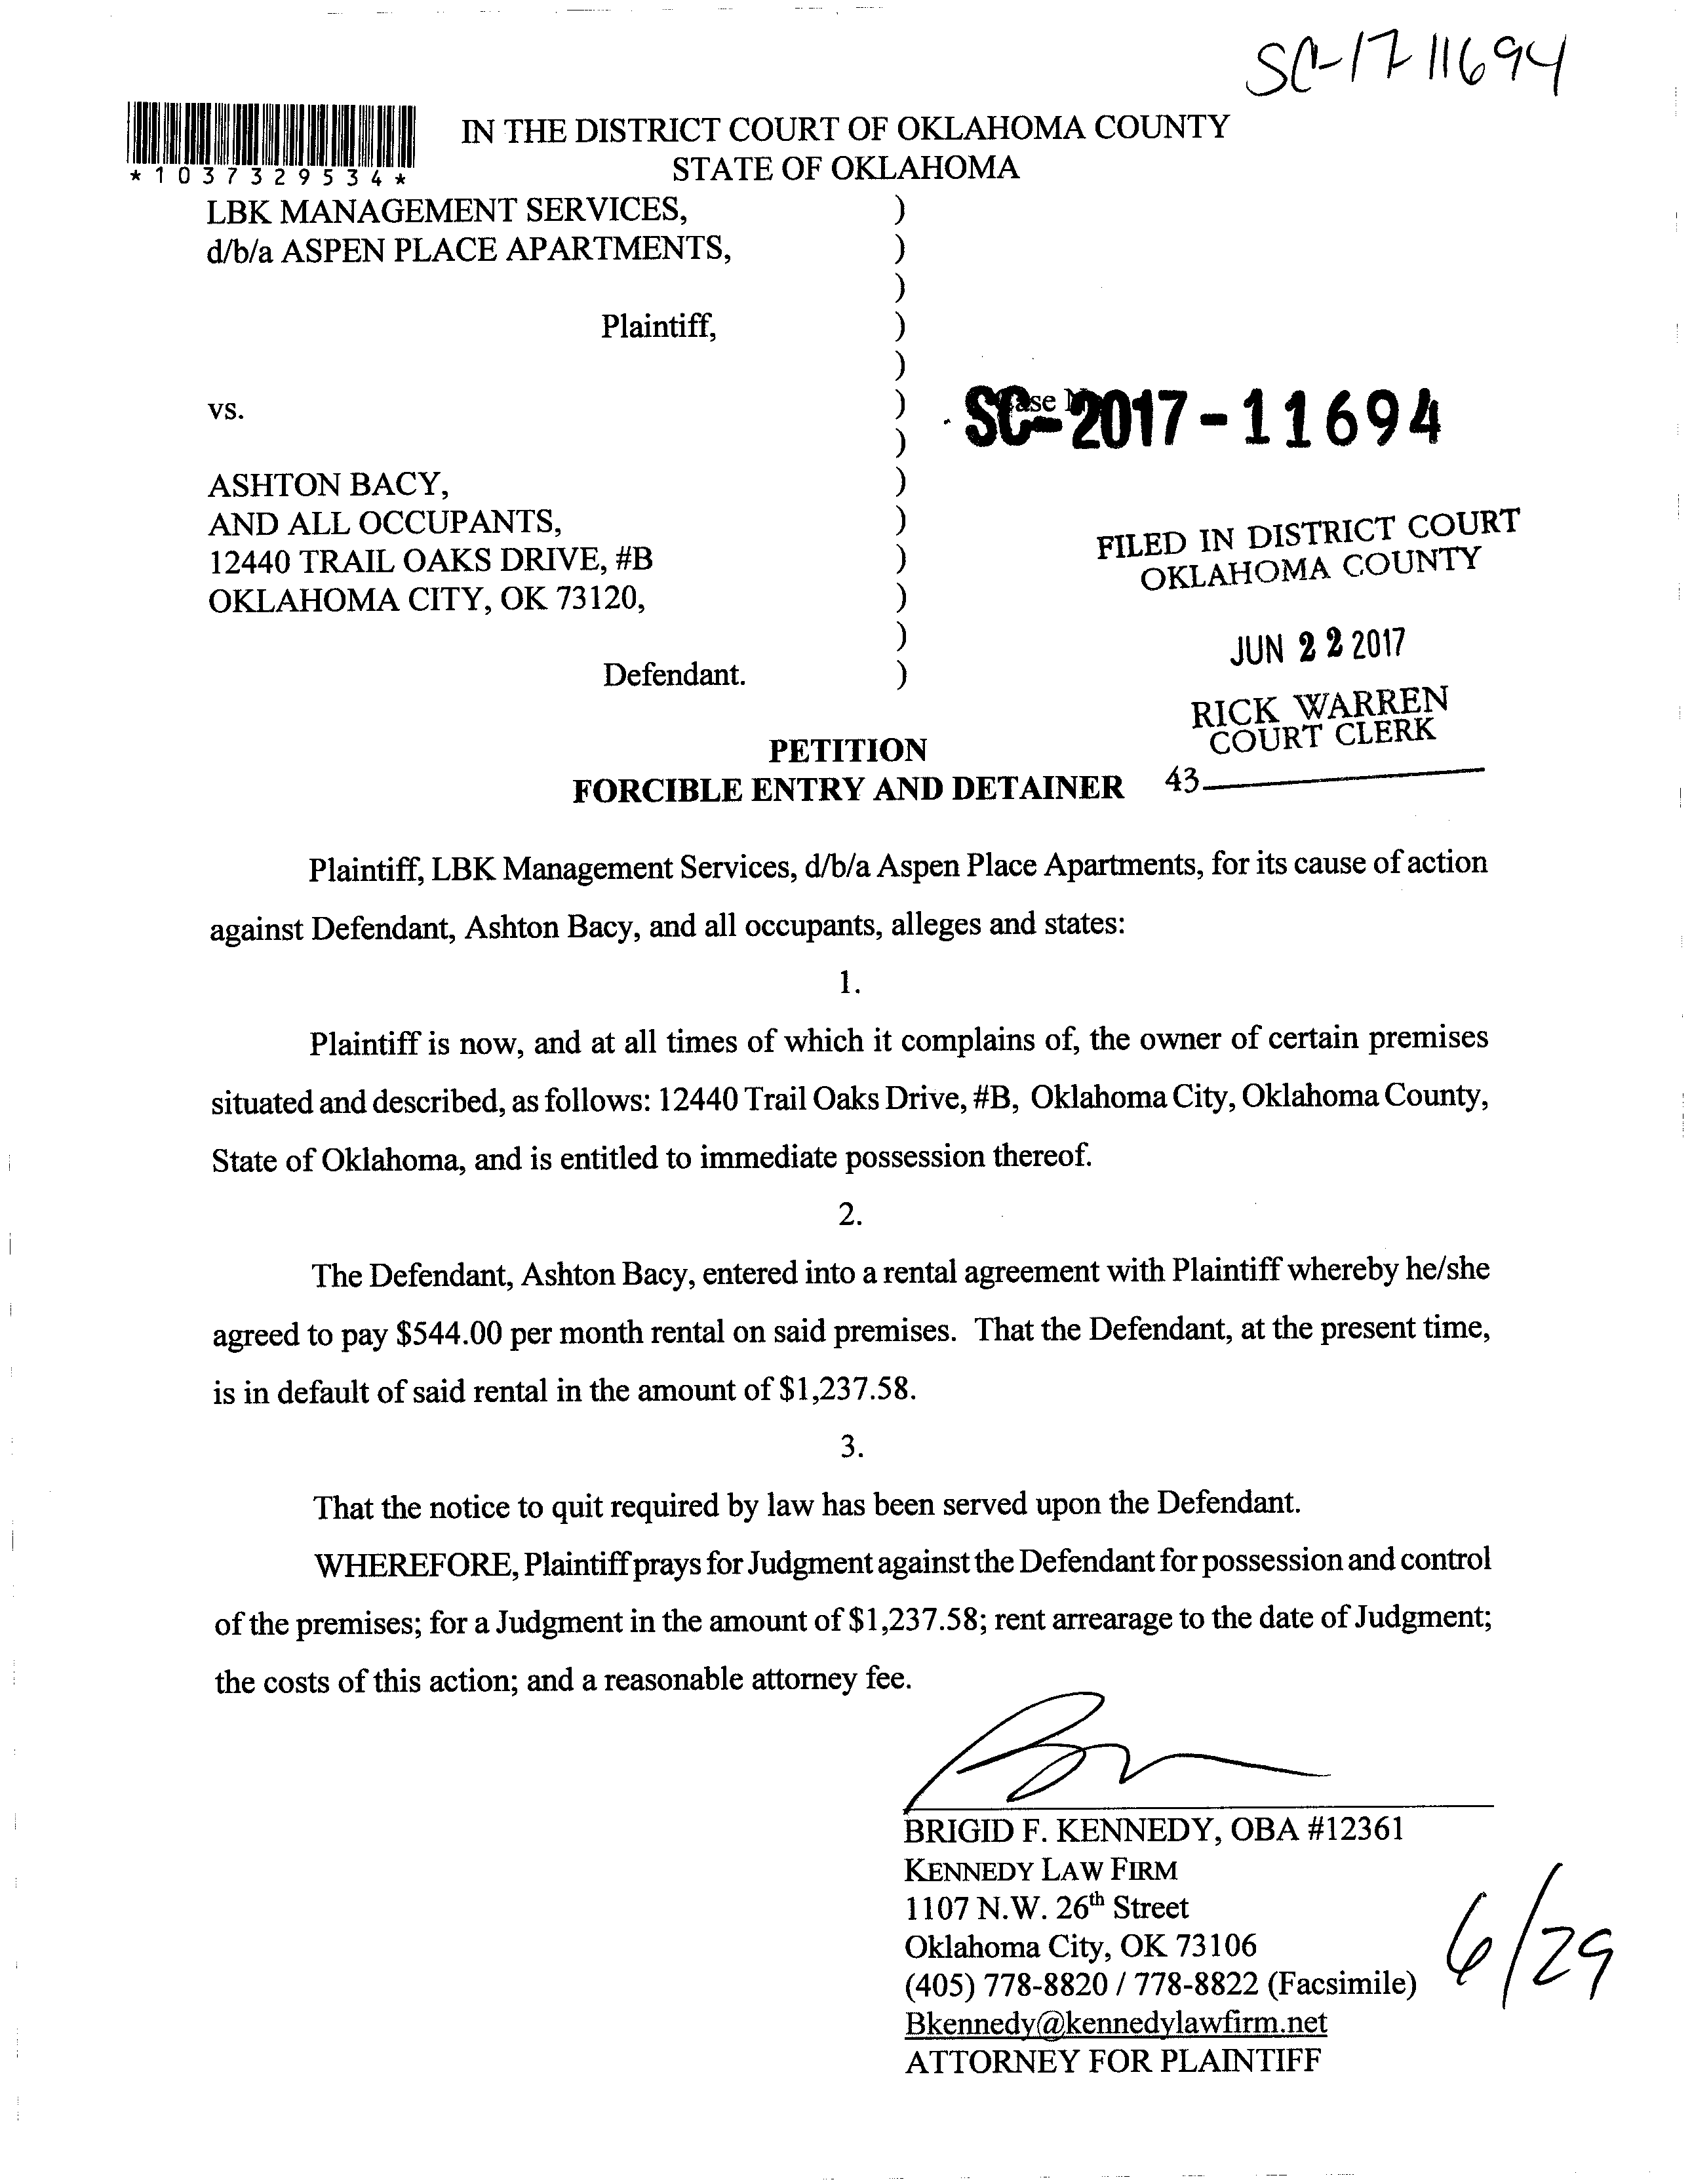 SC-17-11694
*1037329534*
IN THE DISTRICT COURT OF OKLAHOMA COUNTY
STATE OF OKLAHOMA
LBK MANAGEMENT SERVICES, )
d/b/a ASPEN PLACE APARTMENTS, )
)
Plaintiff, )
)
vs. ) Case N
SC-2017-11694
)
ASHTON BACY, )
AND ALL OCCUPANTS, )
12440 TRAIL OAKS DRIVE, #B )
OKLAHOMA CITY, OK 73120, )
)
Defendant. )
FILED IN DISTRICT COURT
OKLAHOMA COUNTY
JUN 22 2017
RICK WARREN
COURT CLERK
43
PETITION
FORCIBLE ENTRY AND DETAINER
Plaintiff, LBK Management Services, d/b/a Aspen Place Apartments, for its cause of action
against Defendant, Ashton Bacy, and all occupants, alleges and states:
1.
Plaintiff is now, and at all times of which it complains of, the owner of certain premises
situated and described, as follows: 12440 Trail Oaks Drive, #B, Oklahoma City, Oklahoma County,
State of Oklahoma, and is entitled to immediate possession thereof.
2.
The Defendant, Ashton Bacy, entered into a rental agreement with Plaintiff whereby he/she
agreed to pay $544.00 per month rental on said premises. That the Defendant, at the present time,
is in default of said rental in the amount of $1,237.58.
3.
That the notice to quit required by law has been served upon the Defendant.
WHEREFORE, Plaintiff prays for Judgment against the Defendant for possession and control
of the premises; for a Judgment in the amount of $1,237.58; rent arrearage to the date of Judgment;
the costs of this action; and a reasonable attorney fee.
BRIGID F. KENNEDY, OBA #12361
KENNEDY LAW FIRM
1107 N.W. 26th Street
Oklahoma City, OK 73106
(405) 778-8820 / 778-8822 (Facsimile)
Bkennedy@kennedylawfirm.net
ATTORNEY FOR PLAINTIFF
6/29